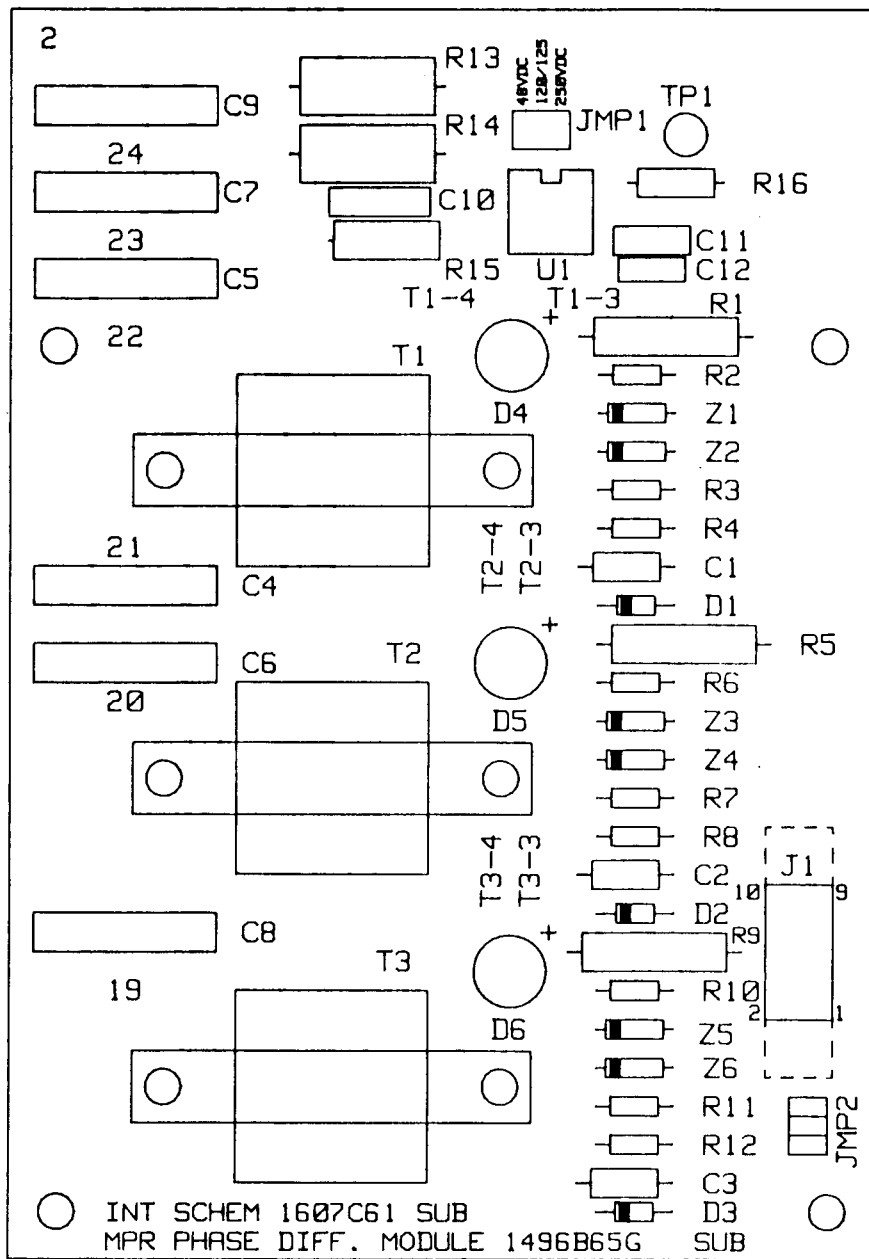 2
R13
48VDC
120/125
250VDC
TP1
C9
R14
JMP1
24
C7
R16
C10
23
C11
C5
R15
U1
C12
T1-4
T1-3
R1
22
+
T1
R2
D4
Z1
Z2
R3
21
T2-4
T2-3
R4
C4
C1
D1
+
C6
T2
R5
20
R6
D5
Z3
Z4
R7
T3-4
T3-3
R8
J1
C2
10
9
D2
C8
+
R9
T3
19
R10
2
1
D6
Z5
Z6
R11
JMP2
R12
C3
INT SCHEM 1607C61 SUB
D3
MPR PHASE DIFF. MODULE 1496B65G SUB